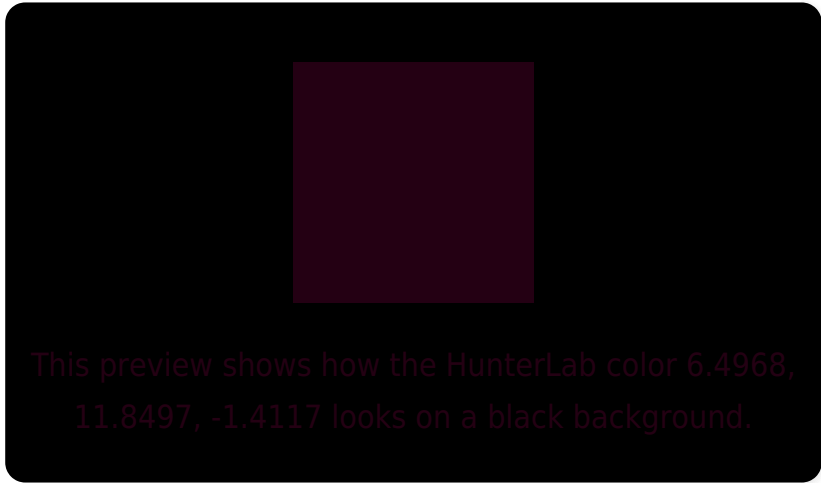 This preview shows how the HunterLab color 6.4968,
11.8497, -1.4117 looks on a black background.